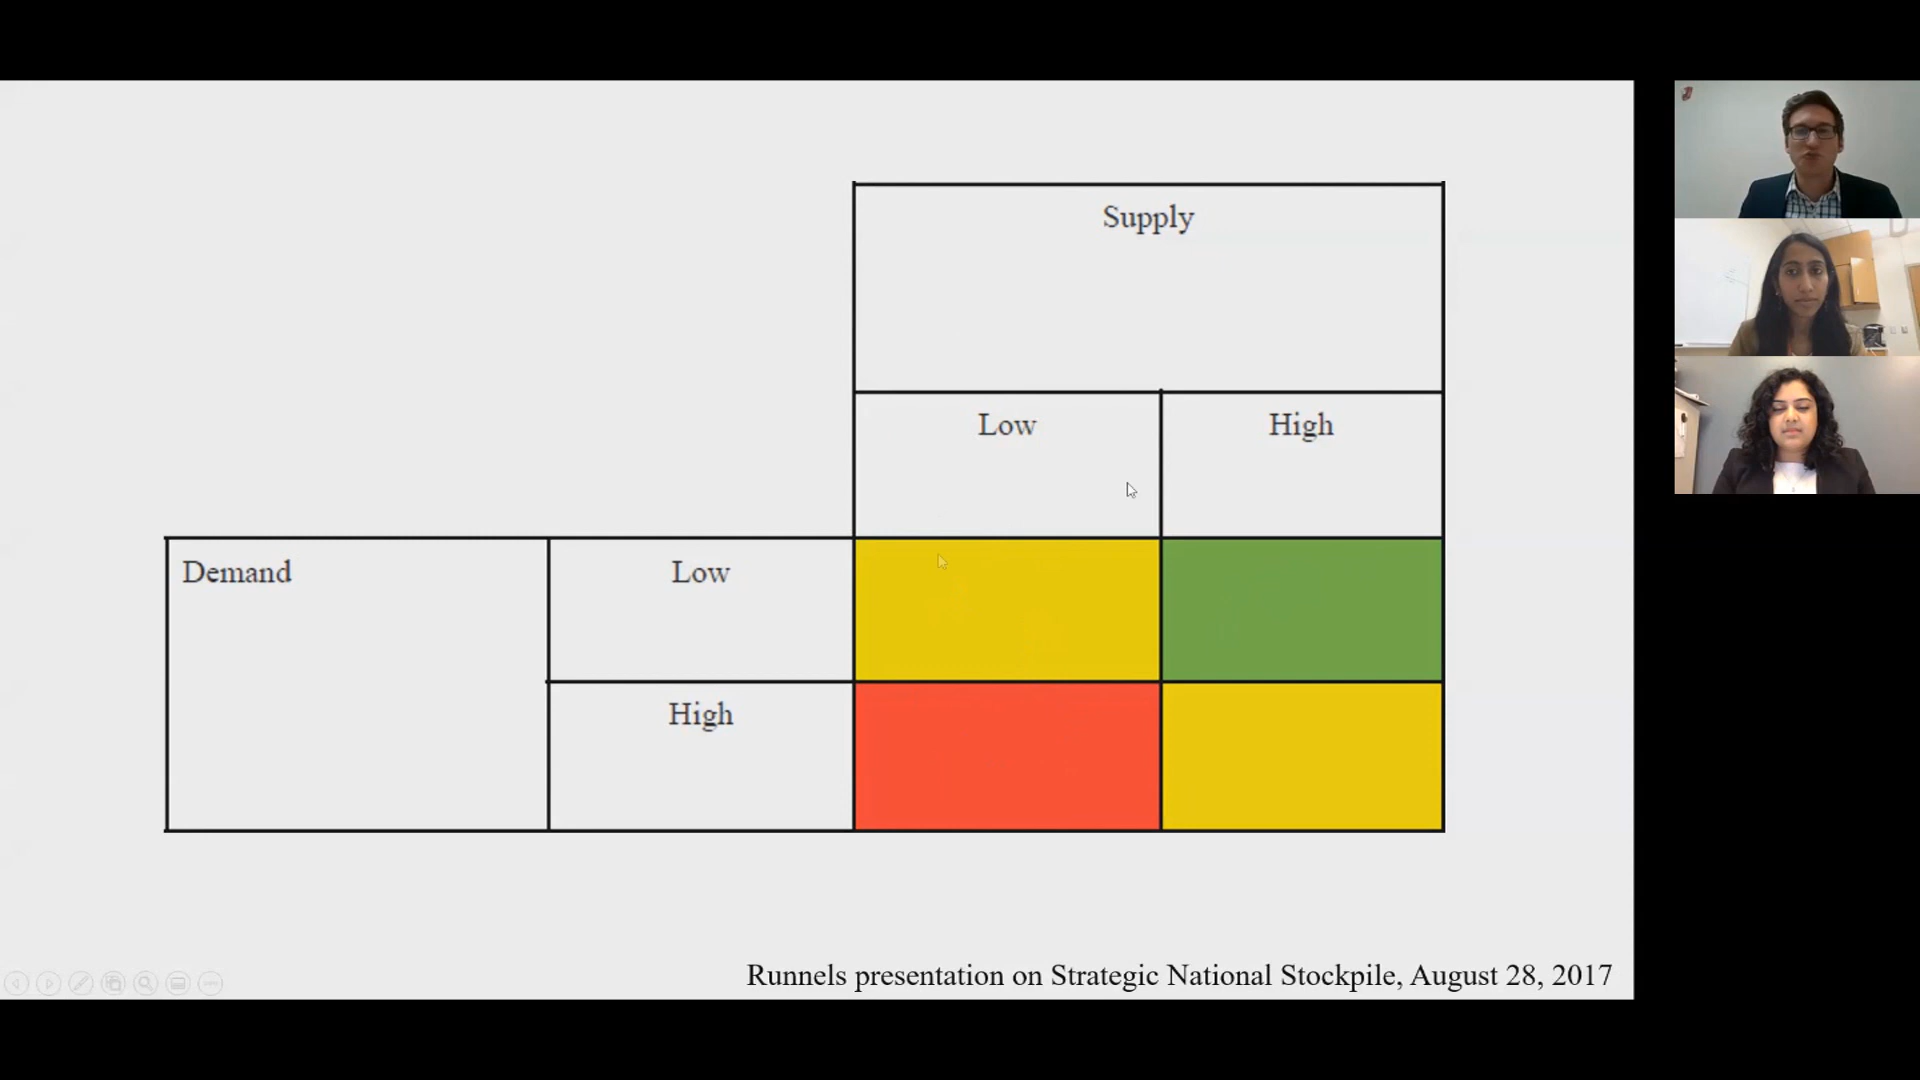 Supply
Low
High
Demand
Low
High
Runnels presentation on Strategic National Stockpile, August 28, 2017